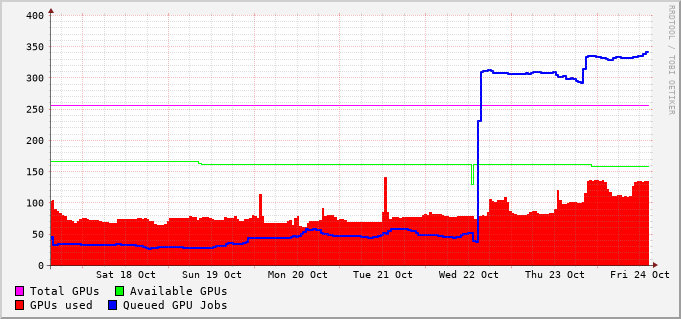 400
350
300
250
200
150
100
50
0
Sat 18 Oct Sun 19 Oct Mon 20 Oct Tue 21 Oct Wed 22 Oct Thu 23 Oct Fri 24 Oct
Total GPUs Available GPUs
GPUs used Queued GPU Jobs
RRDTOOL / TOBI OETIKER